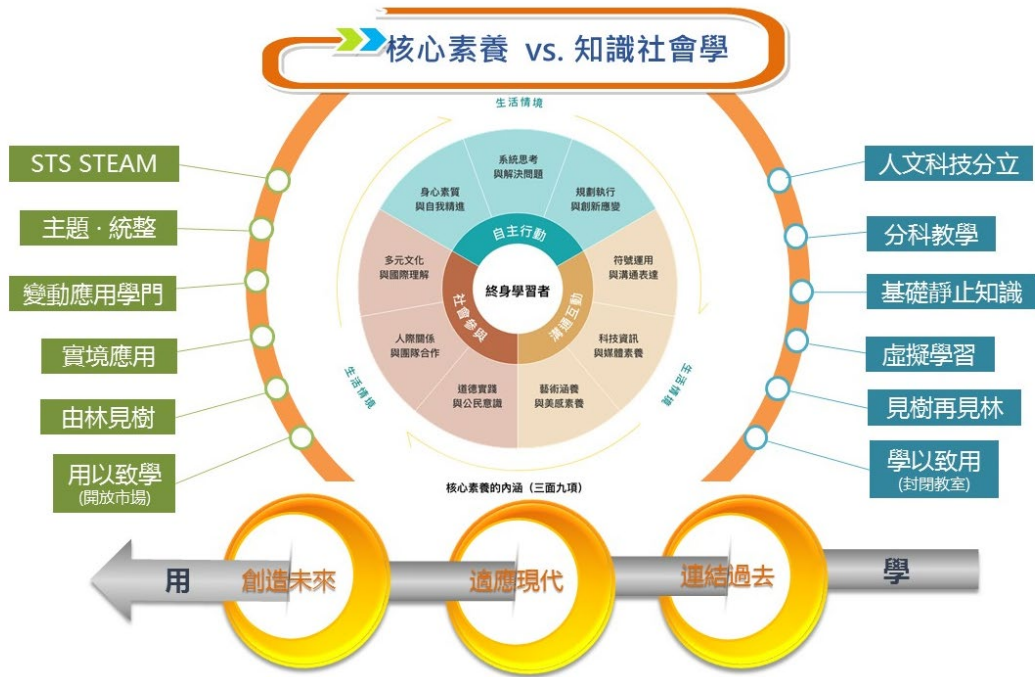 核心素養 vs. 知識社會學
生活情境
STS STEAM
主題·統整
變動應用學門
實境應用
由林見樹
用以致學
(開放市場)
系統思考
與解決問題
身心素質
與自我精進
規劃執行
與創新應變
自主行動
多元文化
與國際理解
符號運用
與溝通表達
終身學習者
社會參與
溝通互動
人際關係
與團隊合作
科技資訊
與媒體素養
道德實踐
與公民意識
藝術涵養
與美感素養
生活情境
生活情境
核心素養的內涵（三面九項）
人文科技分立
分科教學
基礎靜止知識
虛擬學習
見樹再見林
學以致用
(封閉教室)
用
創造未來
適應現代
連結過去
學